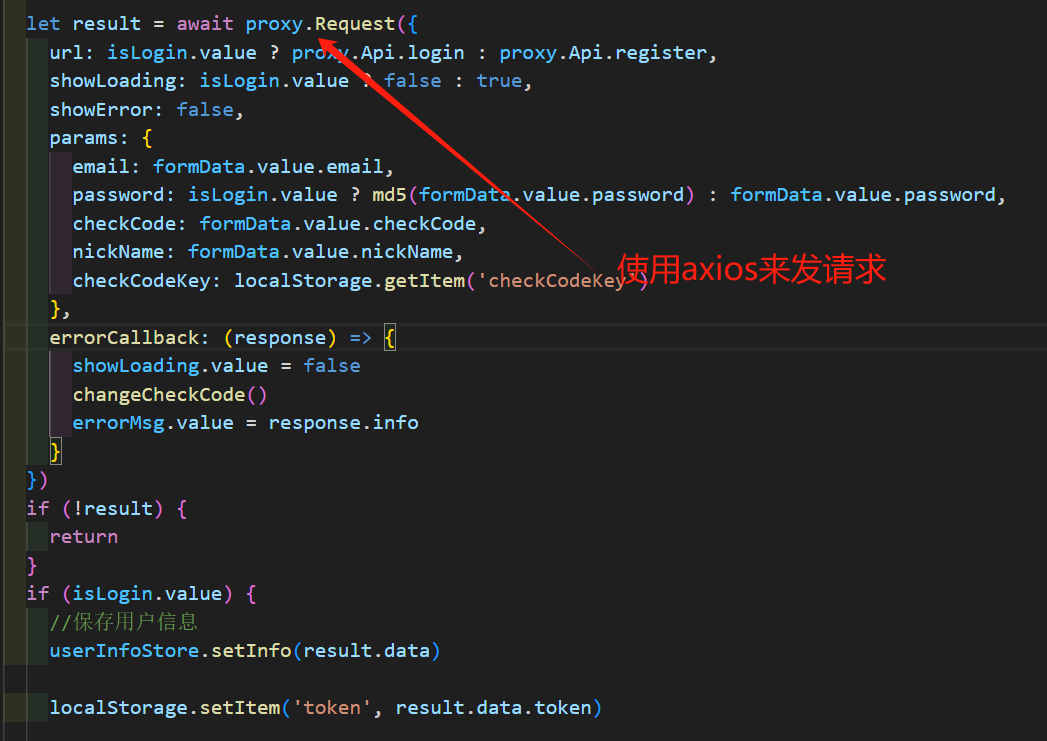 let result = await proxy.Request({
url: isLogin.value ? proxy.Api.login : proxy.Api.register,
showLoading: isLogin.value ? false : true,
showError: false,
params: {
email: formData.value.email,
password: isLogin.value ? md5(formData.value.password) : formData.value.password,
checkCode: formData.value.checkCode,
nickName: formData.value.nickName,
使用axios来发请求
checkCodeKey: localStorage.getItem('checkCodeKey')
},
errorCallback: (response) => {
showLoading.value = false
changeCheckCode()
errorMsg.value = response.info
}
})
if (!result) {
return
}
if (isLogin.value) {
//保存用户信息
userInfoStore.setInfo(result.data)
localStorage.setItem('token', result.data.token)